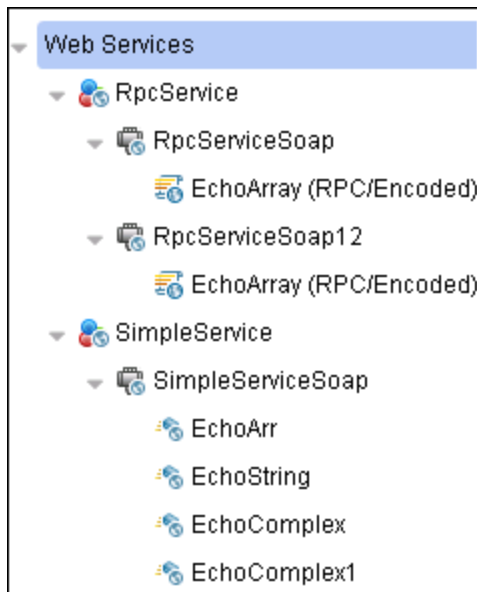 Web Services
RpcService
RpcServiceSoap
EchoArray (RPC/Encoded)
RpcServiceSoap12
EchoArray (RPC/Encoded)
SimpleService
SimpleServiceSoap
EchoArr
EchoString
EchoComplex
EchoComplex1